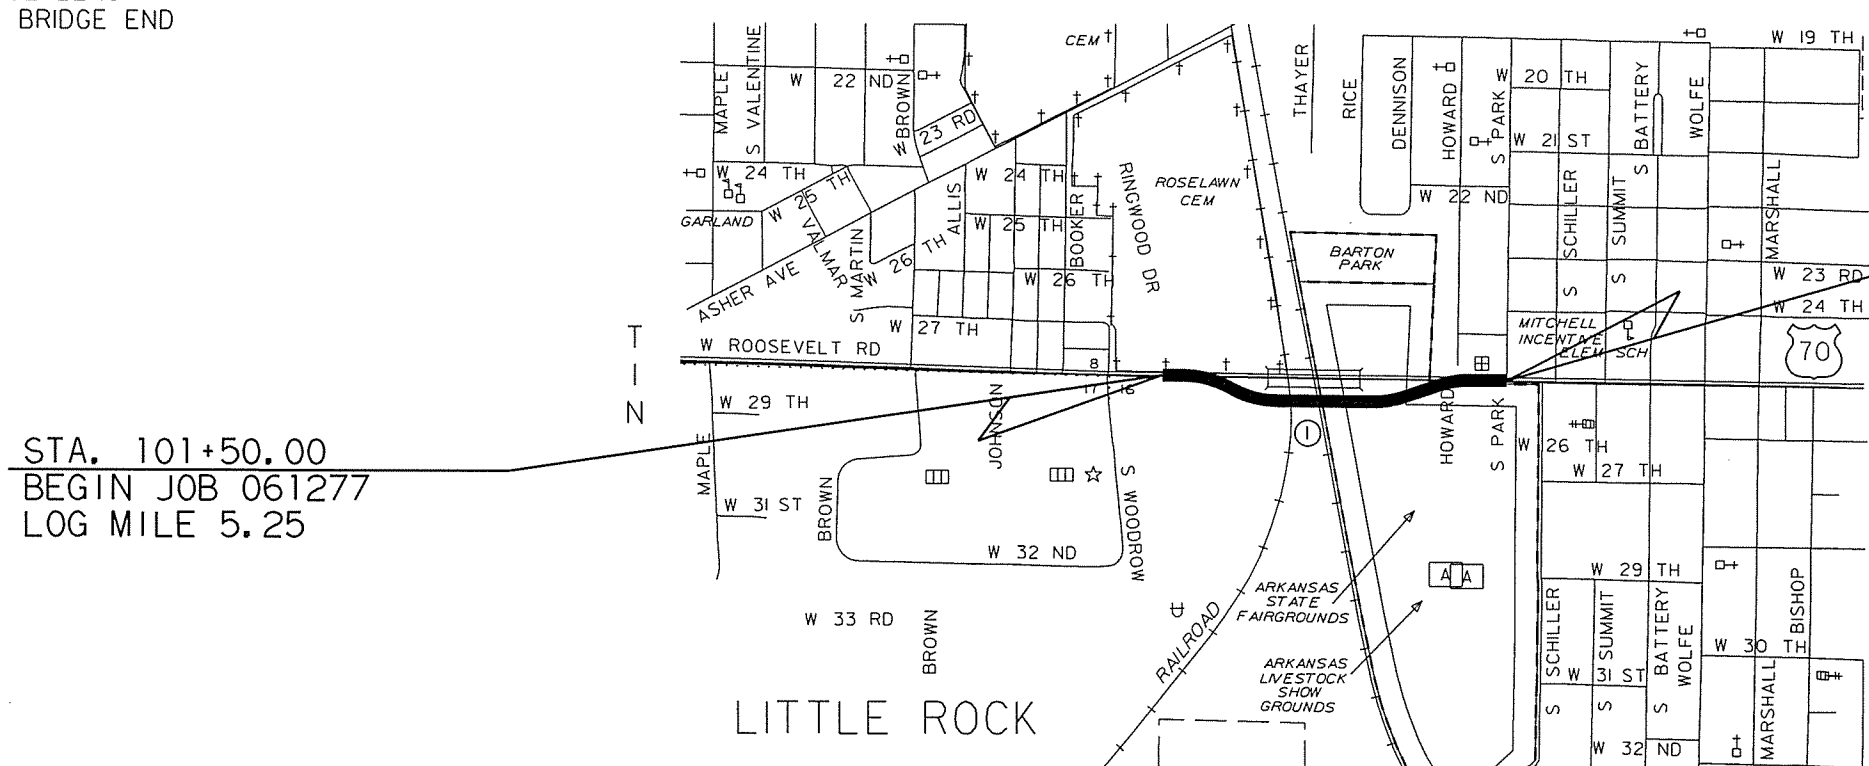 BRIDGE END
STA. 101+50.00
BEGIN JOB 061277
LOG MILE 5.25
MAPLE
S VALENTINE
W 22 ND
BROWN
W 23 RD
CEM
W 24 TH
W 25 TH
GARLAND
VALMAR
S MARTIN
W 26 TH
ALLIS
W 24 TH
W 25 TH
BOOKER
W 26 TH
RINGWOOD DR
ROSELAWN
CEM
ASHER AVE
W 27 TH
W ROOSEVELT RD
T
1
N
8
17
16
THAYER
RICE
DENNISON
HOWARD
S PARK
W 19 TH
W 20 TH
W 21 ST
W 22 ND
S BATTERY
WOLFE
S SCHILLER
S SUMMIT
MARSHALL
W 23 RD
W 24 TH
BARTON
PARK
MITCHELL
INCENTIVE
ELEM SCH
70
W 29 TH
MAPLE
W 31 ST
JOHNSON
BROWN
S WOODROW
W 32 ND
W 33 RD
BROWN
1
HOWARD
S PARK
W 26 TH
W 27 TH
ARKANSAS
STATE
FAIRGROUNDS
A A
ARKANSAS
LIVESTOCK
SHOW
GROUNDS
RAILROAD
W 29 TH
S SCHILLER
S SUMMIT
S BATTERY
WOLFE
BISHOP
W 30 TH
W 31 ST
MARSHALL
W 32 ND
LITTLE ROCK